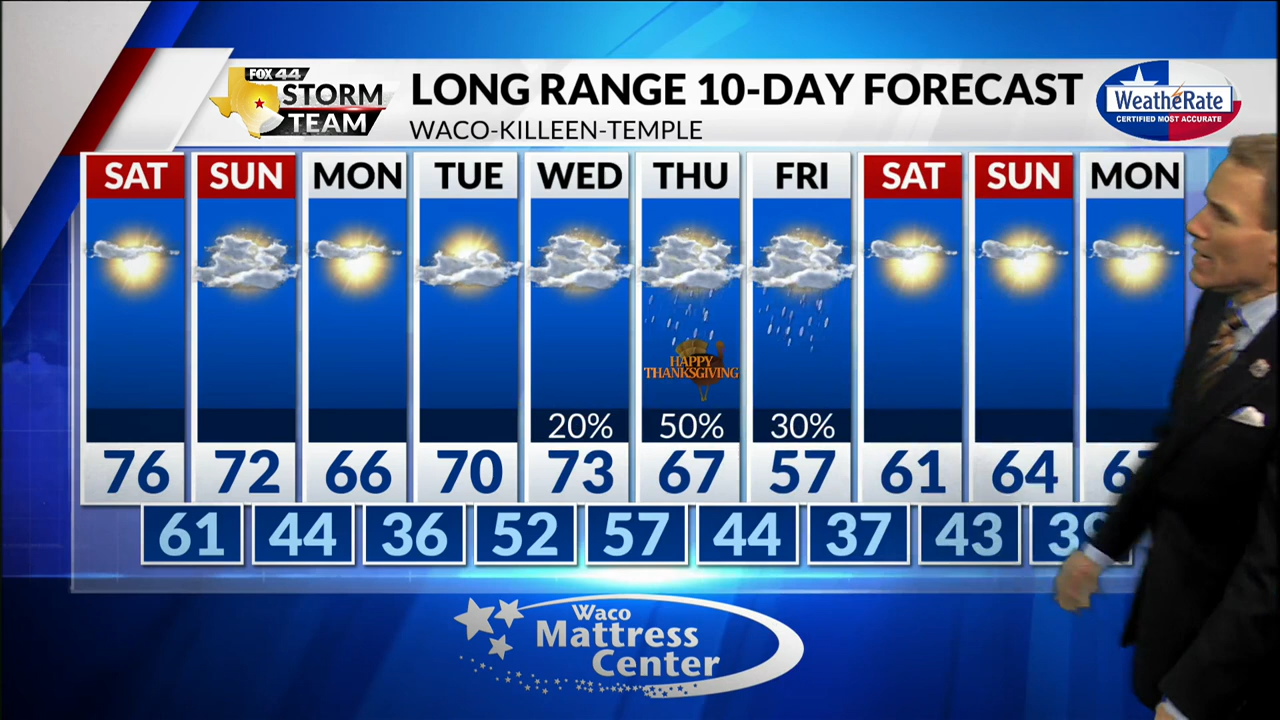 FOX 44
STORM
TEAM
LONG RANGE 10-DAY FORECAST
WACO-KILLEEN-TEMPLE
WeatheRate
CERTIFIED MOST ACCURATE
SAT SUN MON TUE WED THU FRI SAT SUN MON
HAPPY
THANKSGIVING
20% 50% 30%
76 72 66 70 73 67 57 61 64
61 44 36 52 57 44 37 43
Waco
Mattress
Center